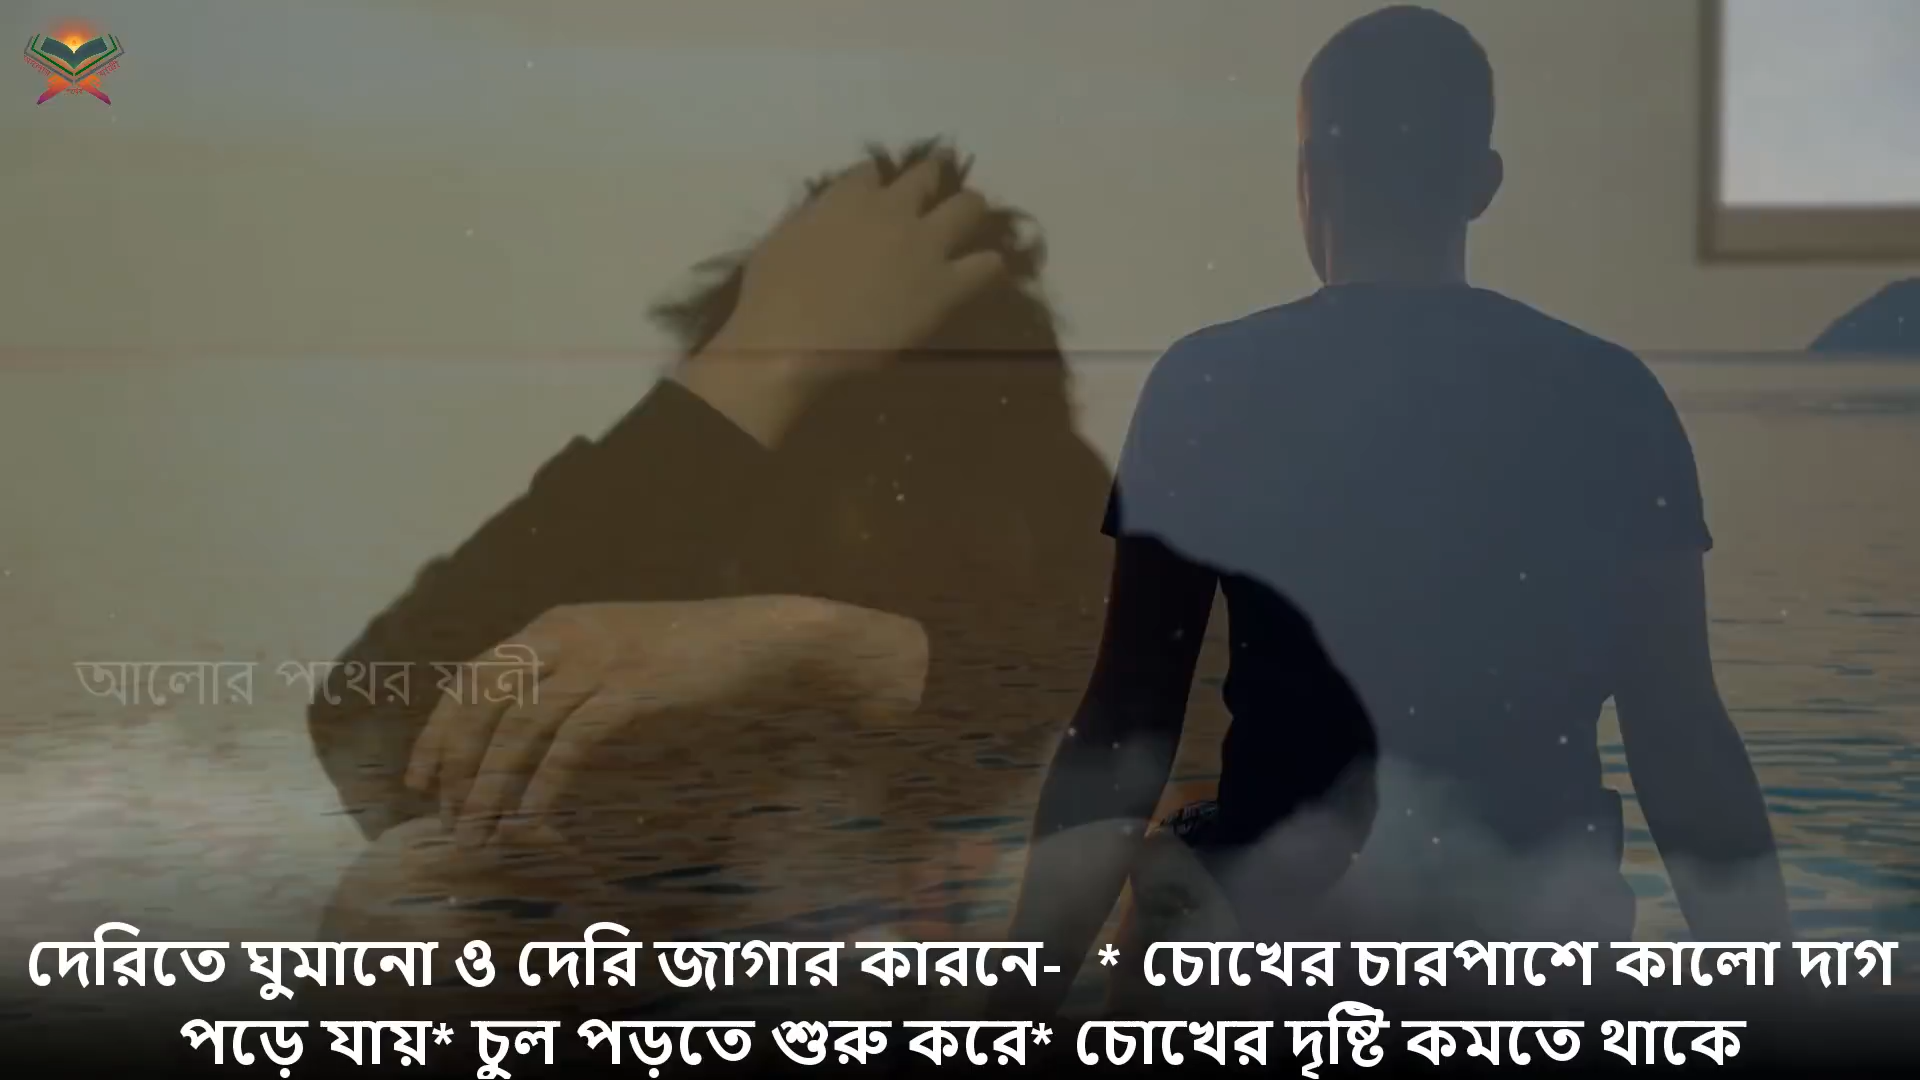 আলোর পথের যাত্রী
দেরিতে ঘুমানো ও দেরি জাগার কারনে- * চোখের চারপাশে কালো দাগ
পড়ে যায়* চুল পড়তে শুরু করে* চোখের দৃষ্টি কমতে থাকে